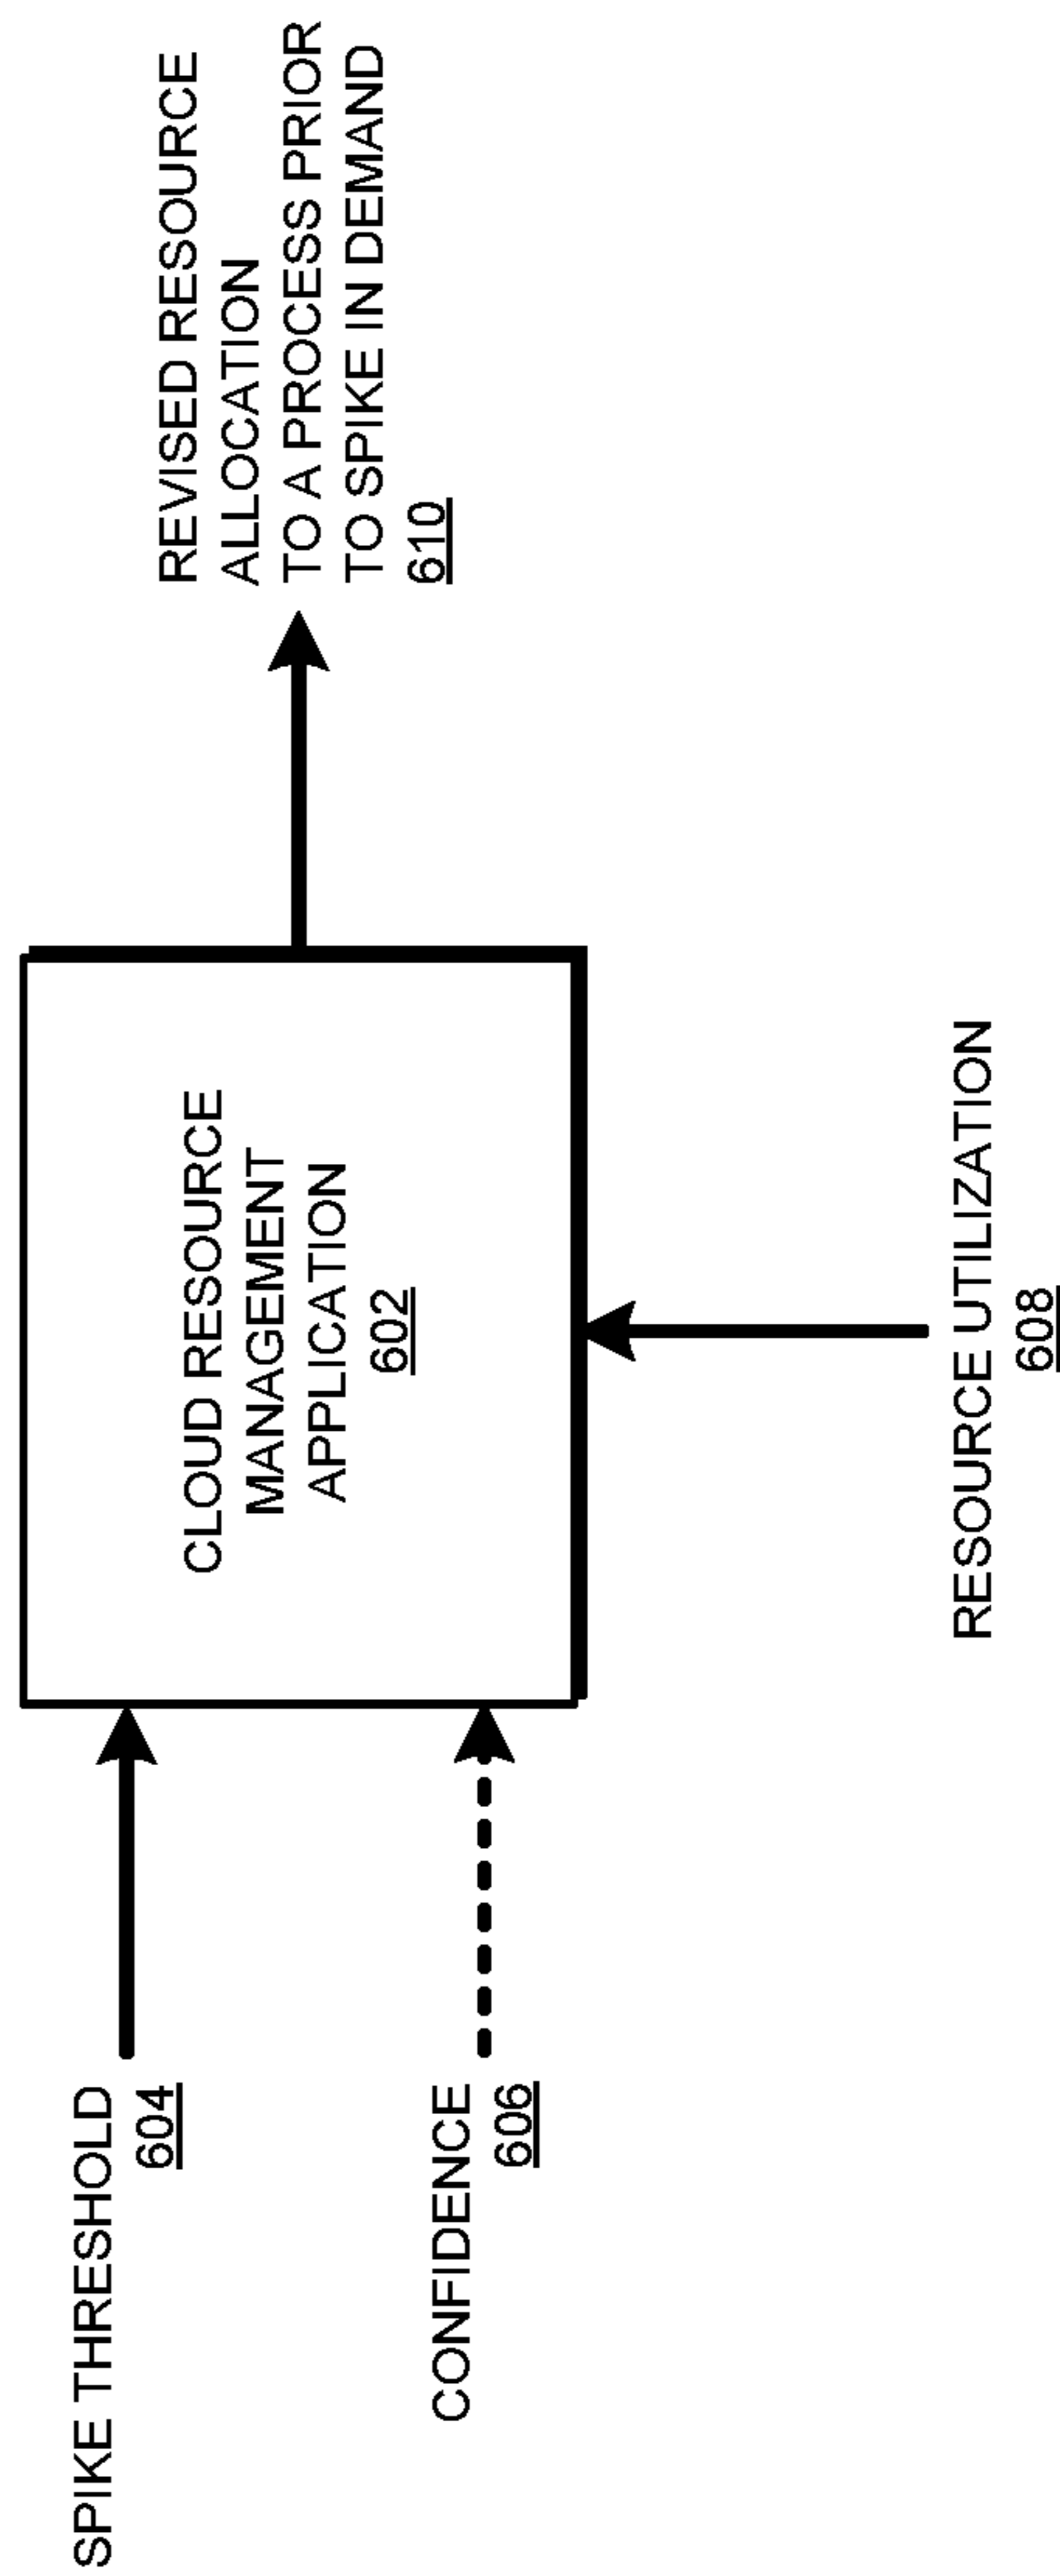 SPIKE THRESHOLD
604
CONFIDENCE
606
CLOUD RESOURCE
MANAGEMENT
APPLICATION
602
RESOURCE UTILIZATION
608
REVISED RESOURCE
ALLOCATION
TO A PROCESS PRIOR
TO SPIKE IN DEMAND
610